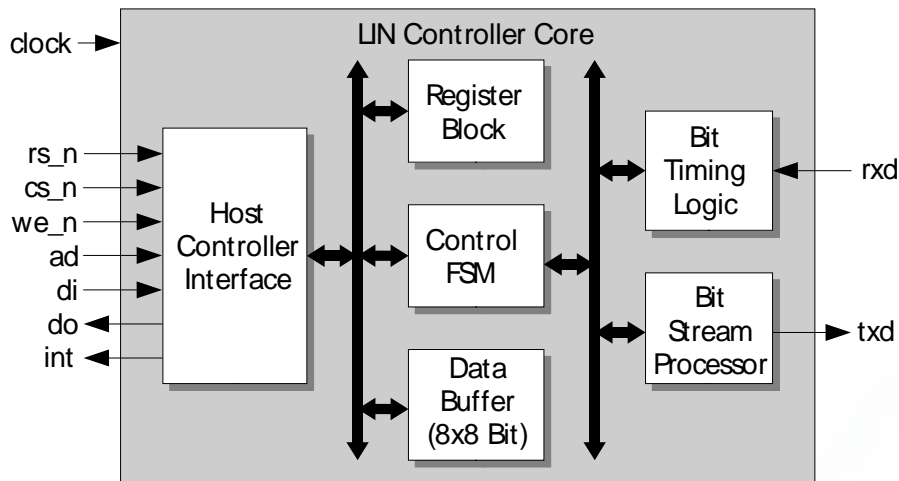 LIN Controller Core
clock
rs_n
cs_n
we_n
ad
di
do
int
Host
Controller
Interface
Register
Block
Control
FSM
Data
Buffer
(8x8 Bit)
Bit
Timing
Logic
Bit
Stream
Processor
rxd
txd